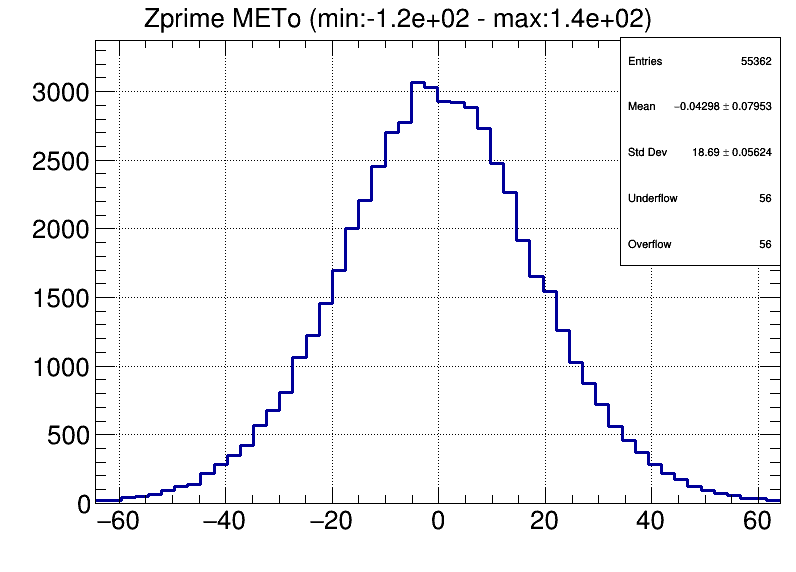 Zprime METo (min:-1.2e+02 - max:1.4e+02)
Entries 55362
Mean −0.04298 ± 0.07953
Std Dev 18.69 ± 0.05624
Underflow 56
Overflow 56
3000
2500
2000
1500
1000
500
0
−60 −40 −20 0 20 40 60